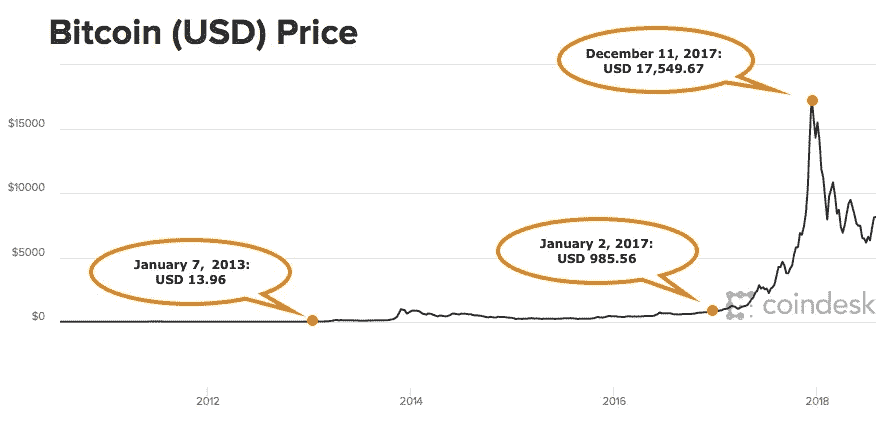 Bitcoin (USD) Price
December 11, 2017:
USD 17,549.67
$15000
$10000
$5000
$0
January 7, 2013:
USD 13.96
January 2, 2017:
USD 985.56
coindesk
2012
2014
2016
2018